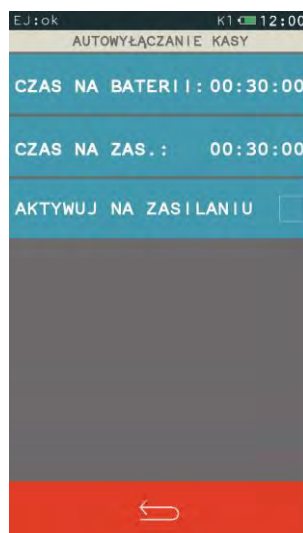 EJ:ok K1 12:00
AUTOWYŁĄCZANIE KASY
CZAS NA BATERII: 00:30:00
CZAS NA ZAS.: 00:30:00
AKTYWUJ NA ZASILANIU